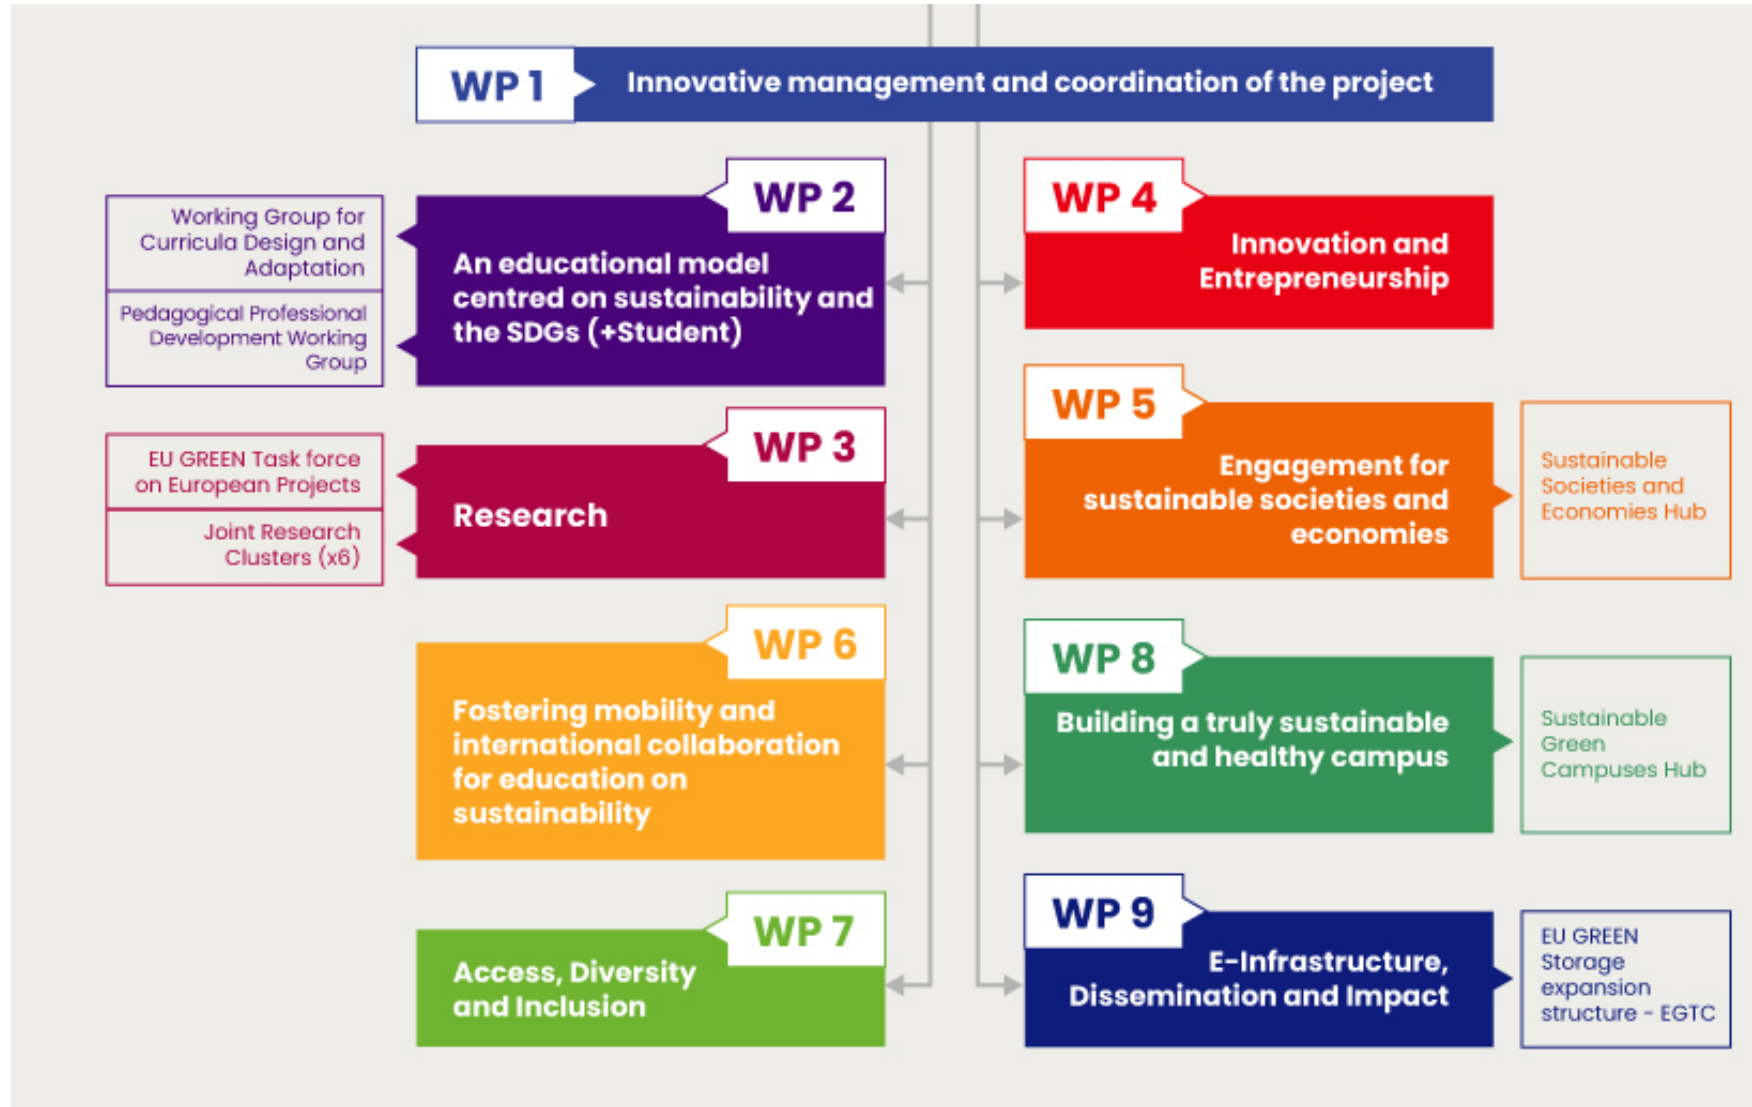 WP 1
Innovative management and coordination of the project
WP 2
An educational model
centred on sustainability and
the SDGs (+Student)
Working Group for
Curricula Design and
Adaptation
Pedagogical Professional
Development Working
Group
WP 3
Research
EU GREEN Task force
on European Projects
Joint Research
Clusters (x6)
WP 6
Fostering mobility and
international collaboration
for education on
sustainability
WP 7
Access, Diversity
and Inclusion
WP 4
Innovation and
Entrepreneurship
WP 5
Engagement for
sustainable societies and
economies
Sustainable
Societies and
Economies Hub
WP 8
Building a truly sustainable
and healthy campus
Sustainable
Green
Campuses Hub
WP 9
E-Infrastructure,
Dissemination and Impact
EU GREEN
Storage
expansion
structure - EGTC